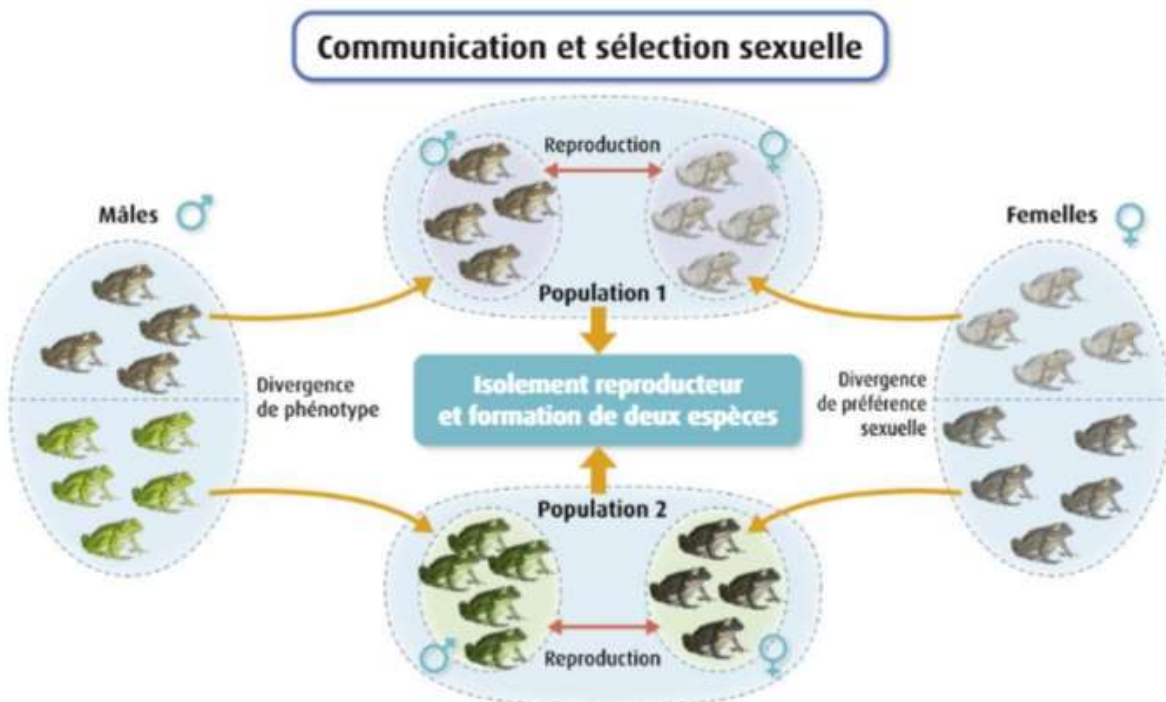 Communication et sélection sexuelle
Reproduction
Mâles
Femelles
Population 1
Divergence
de phénotype
Isolement reproducteur
et formation de deux espèces
Divergence
de préférence
sexuelle
Population 2
Reproduction